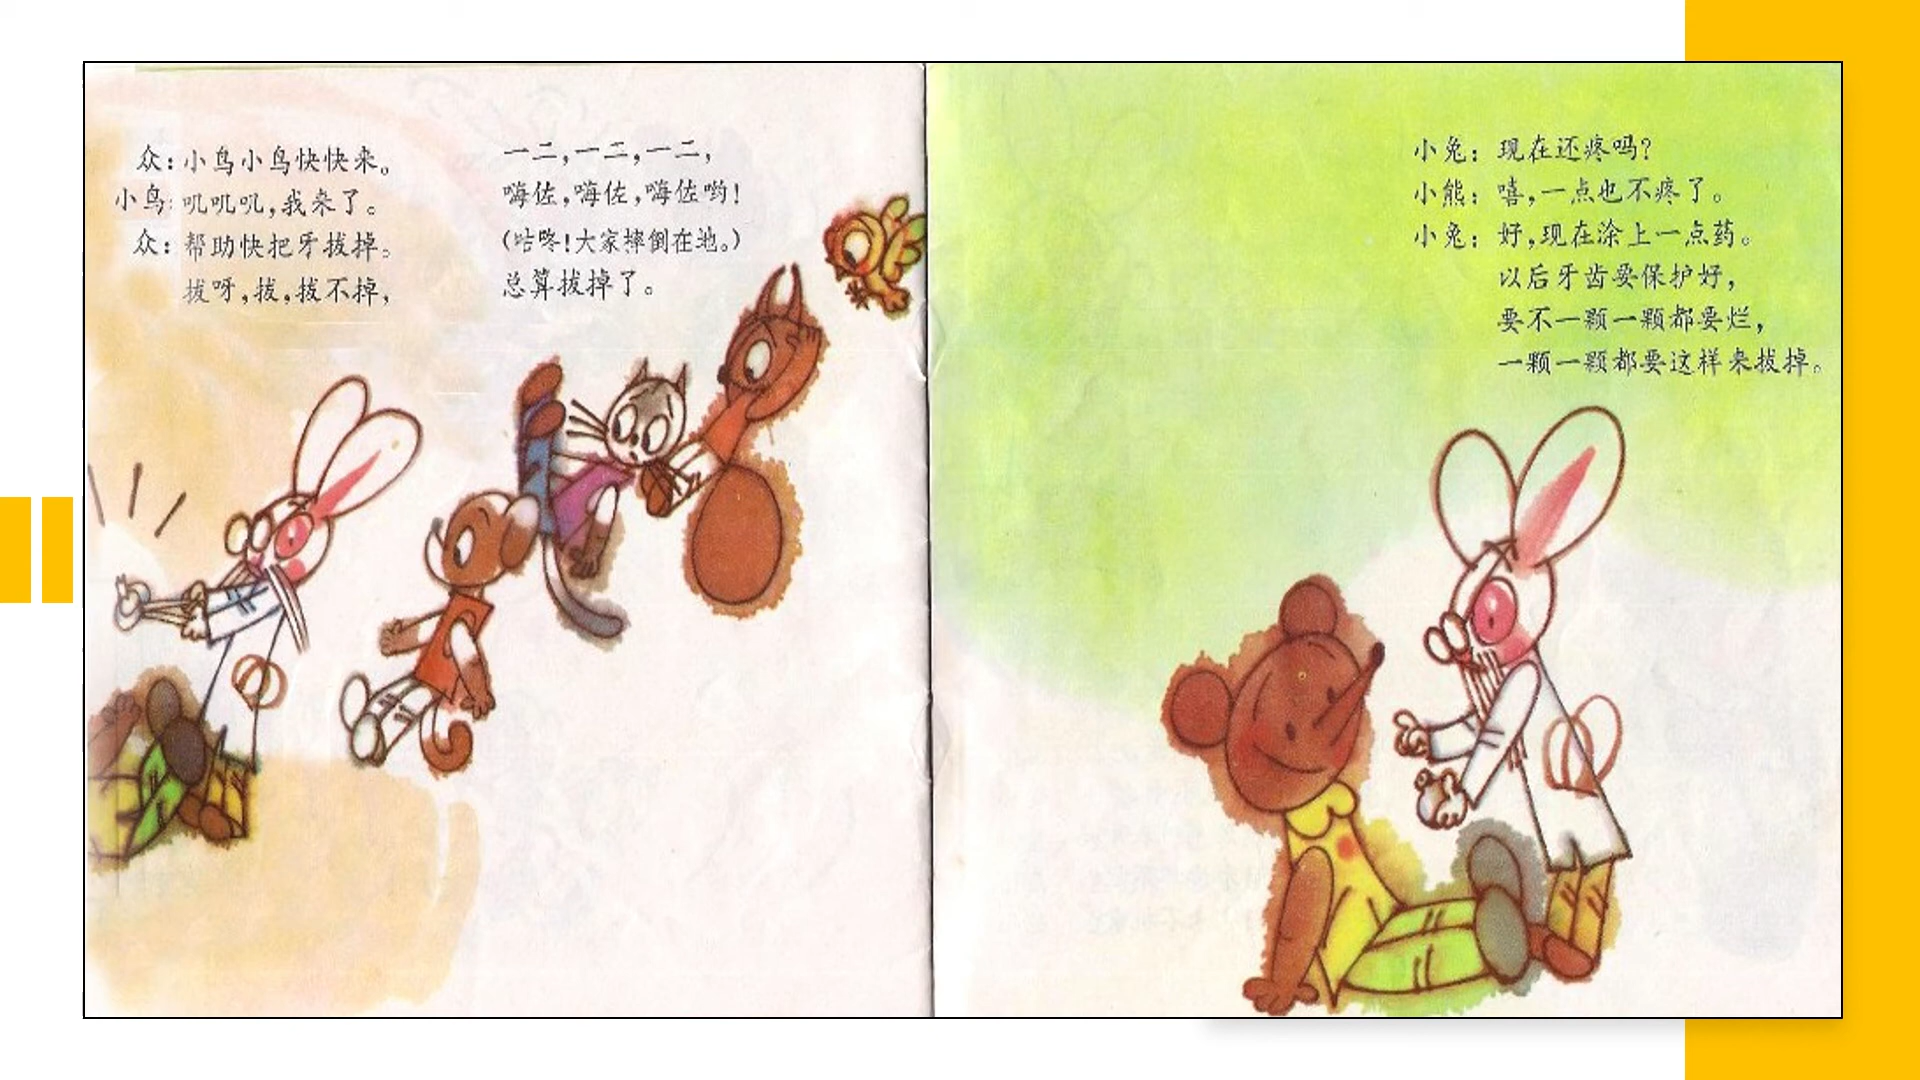 众：小鸟小鸟快快来。
小鸟：叽叽叽，我来了。
众：帮助快把牙拔掉。
拔呀，拔，拔不掉，
一二，一二，一二，
嗨佐，嗨佐，嗨佐哟！
（咕咚！大家摔倒在地。）
总算拔掉了。
小兔：现在还疼吗？
小熊：嘻，一点也不疼了。
小兔：好，现在涂上一点药。
以后牙齿要保护好，
要不一颗一颗都要烂，
一颗一颗都要这样来拔掉。